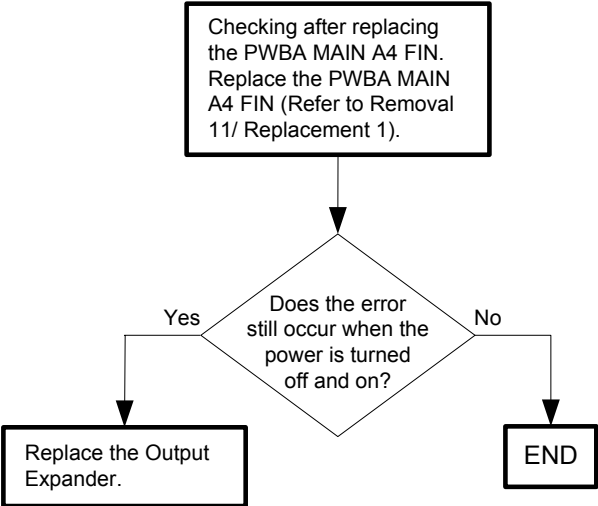 Checking after replacing
the PWBA MAIN A4 FIN.
Replace the PWBA MAIN
A4 FIN (Refer to Removal
11/ Replacement 1).
Does the error
still occur when the
power is turned
off and on?
Yes
No
Replace the Output
Expander.
END